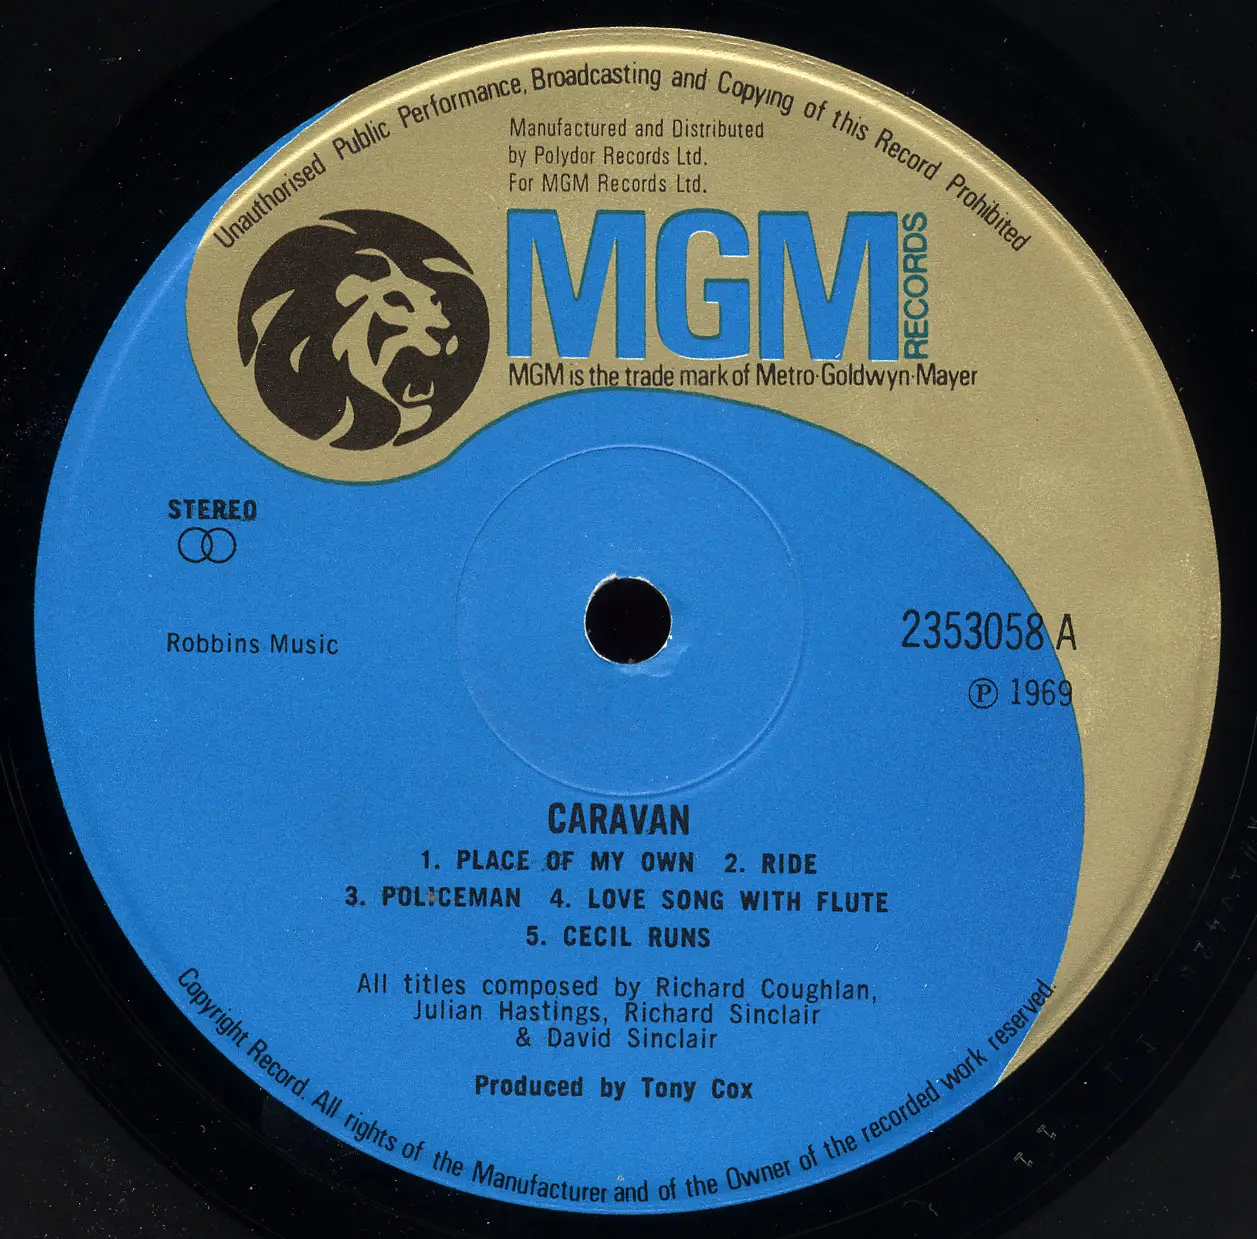 Unauthorised Public Performance, Broadcasting and Copying of this Record Prohibited
Manufactured and Distributed
by Polydor Records Ltd.
For MGM Records Ltd.
MGM RECORDS
MGM is the trade mark of Metro·Goldwyn·Mayer
STEREO
Robbins Music
2353058 A
℗ 1969
CARAVAN
1. PLACE OF MY OWN 2. RIDE
3. POLICEMAN 4. LOVE SONG WITH FLUTE
5. CECIL RUNS
All titles composed by Richard Coughlan,
Julian Hastings, Richard Sinclair
& David Sinclair
Produced by Tony Cox
Copyright Record. All rights of the Manufacturer and of the Owner of the recorded work reserved.